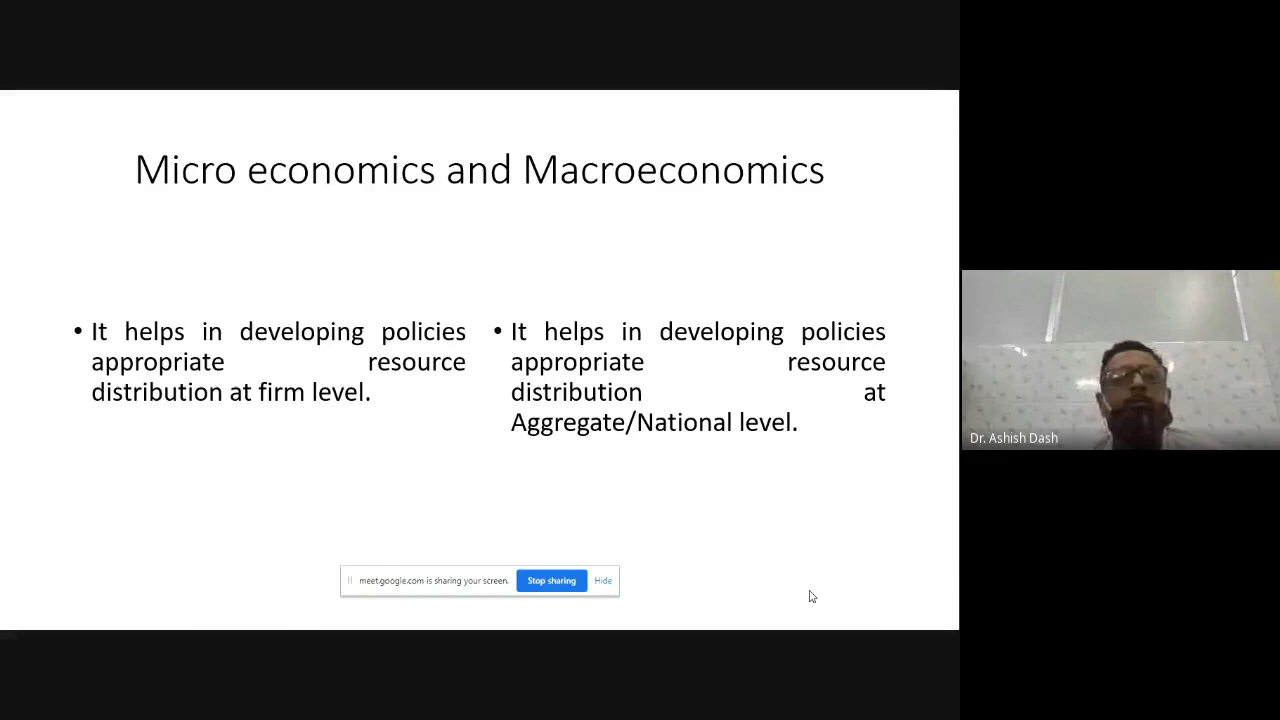 Micro economics and Macroeconomics
• It helps in developing policies
appropriate resource
distribution at firm level.
• It helps in developing policies
appropriate resource
distribution at
Aggregate/National level.
meet.google.com is sharing your screen.
Stop sharing
Hide
Dr. Ashish Dash